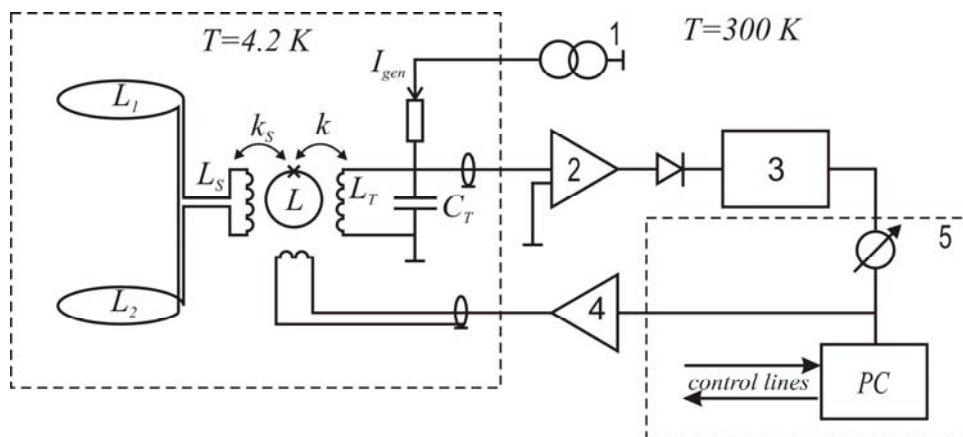 T=4.2 K
1
T=300 K
I_gen
L_1
k_S
k
L_S
L
L_T
C_T
2
3
5
L_2
4
control lines
PC